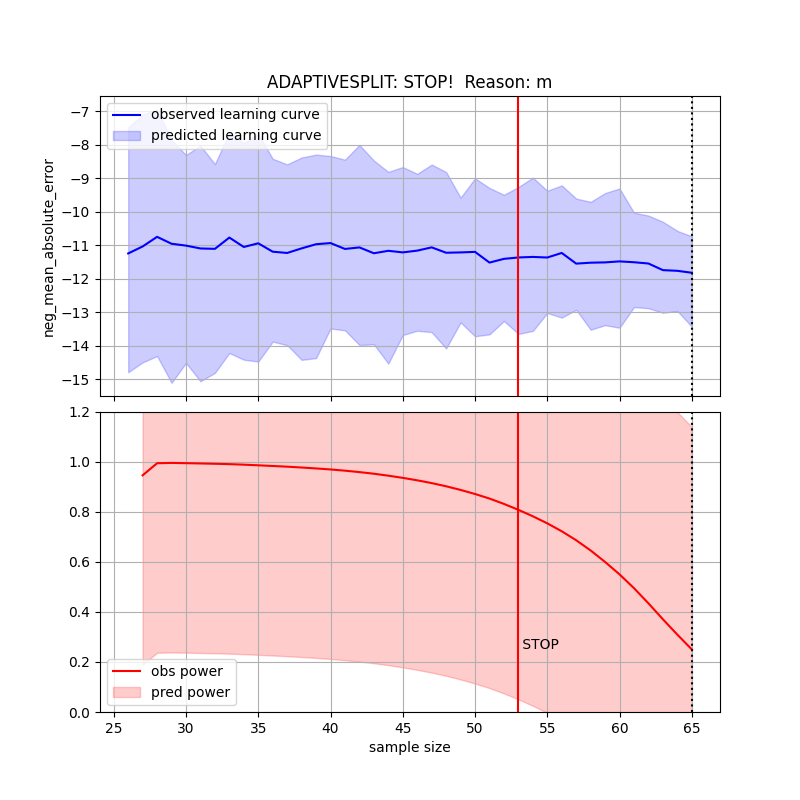 ADAPTIVESPLIT: STOP!  Reason: m
observed learning curve
predicted learning curve
neg_mean_absolute_error
−7
−8
−9
−10
−11
−12
−13
−14
−15
1.2
1.0
0.8
0.6
0.4
0.2
0.0
STOP
obs power
pred power
25 30 35 40 45 50 55 60 65
sample size